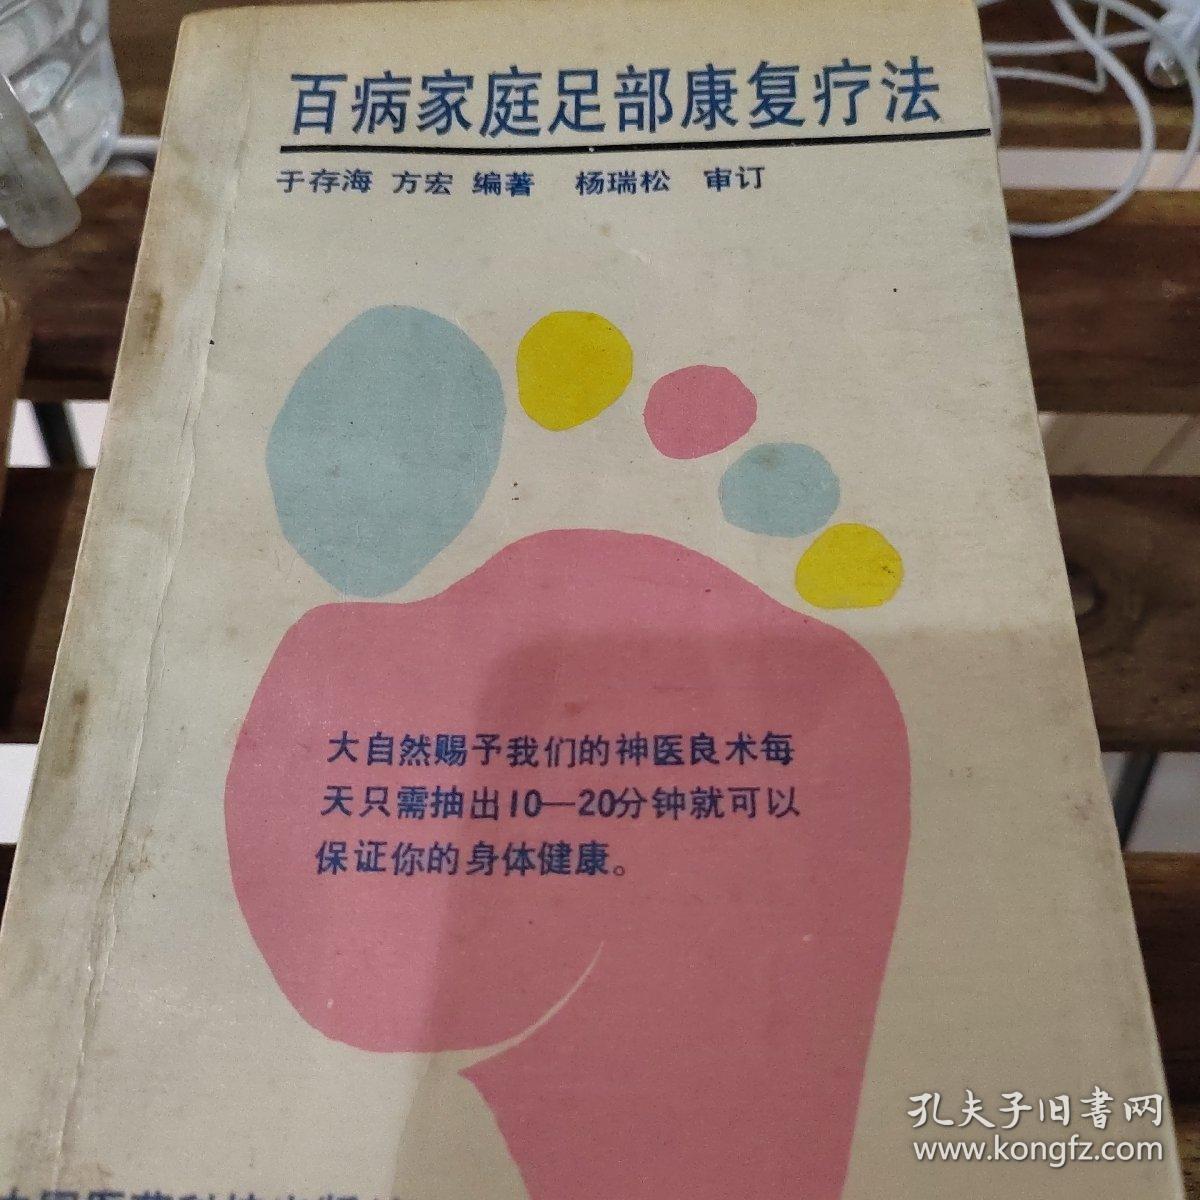 百病家庭足部康复疗法
于存海 方宏 编著 杨瑞松 审订
大自然赐予我们的神医良术每
天只需抽出10—20分钟就可以
保证你的身体健康。
孔夫子旧書网
www.kongfz.com